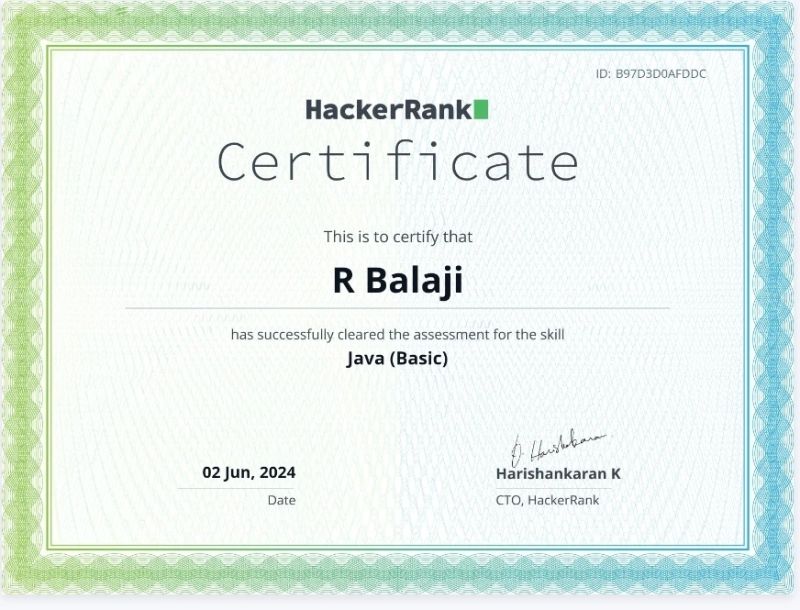 ID: B97D3D0AFDDC
HackerRank
Certificate
This is to certify that
R Balaji
has successfully cleared the assessment for the skill
Java (Basic)
02 Jun, 2024
Date
Harishankaran K
CTO, HackerRank